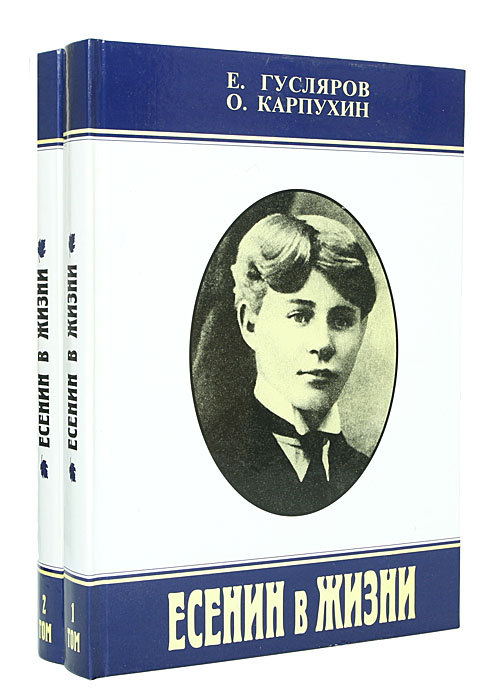 Е. ГУСЛЯРОВ
О. КАРПУХИН
ЕСЕНИН В ЖИЗНИ
ЕСЕНИН В ЖИЗНИ
1 ТОМ
ЕСЕНИН В ЖИЗНИ
2 ТОМ